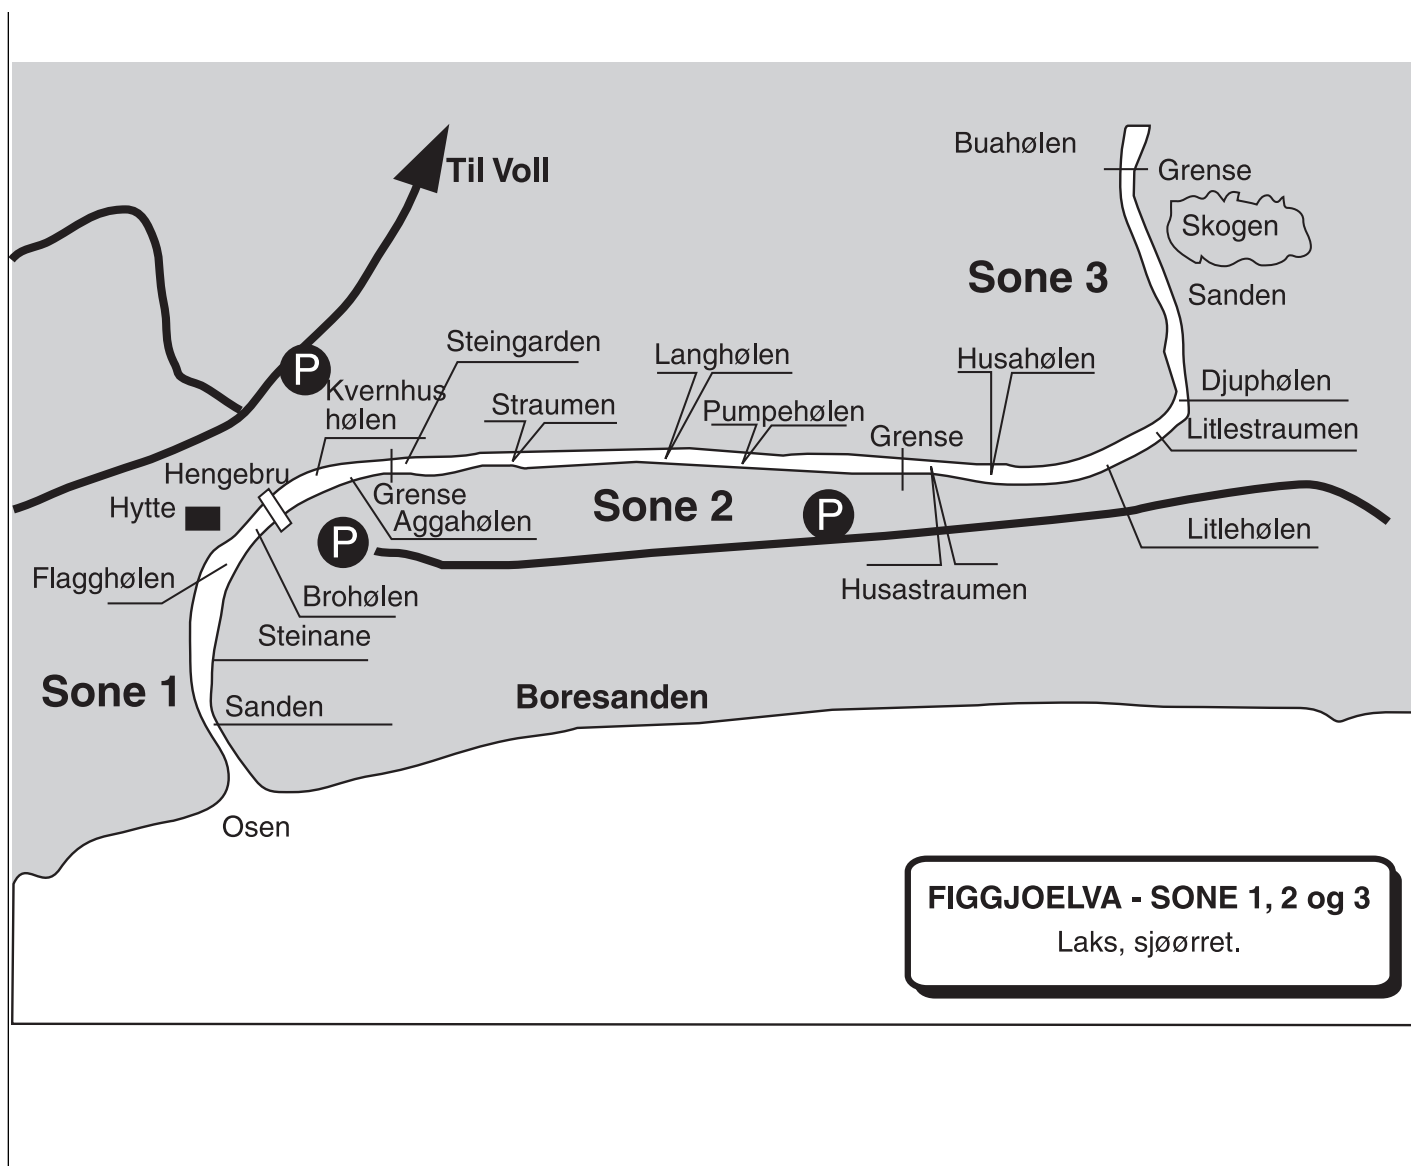 Buahølen
Grense
Til Voll
Skogen
Sone 3
Sanden
Steingarden
Langhølen
Husahølen
P
Kvernhus
hølen
Straumen
Pumpehølen
Djuphølen
Litlestraumen
Grense
Hengebru
Hytte
Grense
Aggahølen
Sone 2
P
P
Litlehølen
Flagghølen
Brohølen
Husastraumen
Steinane
Sone 1
Sanden
Boresanden
Osen
FIGGJOELVA - SONE 1, 2 og 3
Laks, sjøørret.